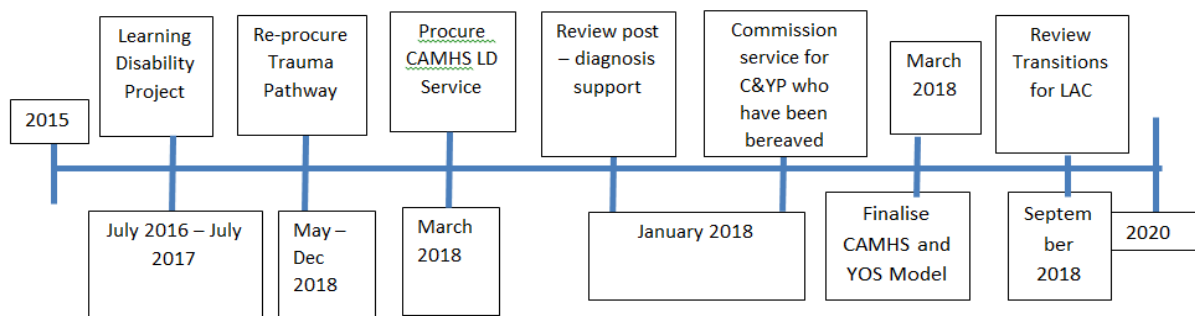 2015
Learning
Disability
Project
Re-procure
Trauma
Pathway
Procure
CAMHS LD
Service
Review post
– diagnosis
support
Commission
service for
C&YP who
have been
bereaved
March
2018
Review
Transitions
for LAC
July 2016 – July
2017
May –
Dec
2018
March
2018
January 2018
Finalise
CAMHS and
YOS Model
Septem
ber
2018
2020